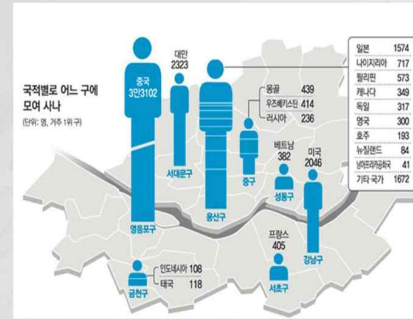 국적별로 어느 구에
모여 사나
(단위: 명, 거주 1위 구)
중국
3만3102
영등포구
대만
2323
서대문구
용산구
몽골 439
우즈베키스탄 414
러시아 236
중구
베트남
382
성동구
미국
2046
강남구
일본 1574
나이지리아 717
필리핀 573
캐나다 349
독일 317
영국 300
호주 193
뉴질랜드 84
남아프리카공화국 41
기타 국가 1672
인도네시아 108
태국 118
금천구
프랑스
405
서초구